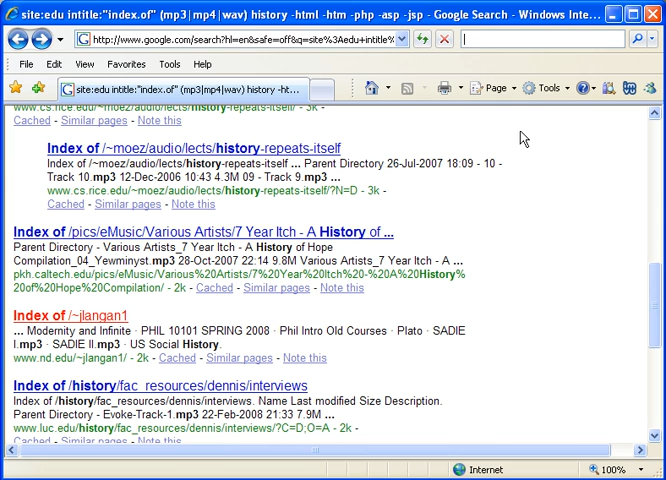 site:edu intitle:"index.of" (mp3|mp4|wav) history -html -htm -php -asp -jsp - Google Search - Windows Inte...
http://www.google.com/search?hl=en&safe=off&q=site%3Aedu+intitle%
File Edit View Favorites Tools Help
site:edu intitle:"index.of" (mp3|mp4|wav) history -ht...
Page Tools
www.cs.rice.edu/~moez/audio/lects/history-repeats-itself/ - 3k -
Cached - Similar pages - Note this
Index of /~moez/audio/lects/history-repeats-itself
Index of /~moez/audio/lects/history-repeats-itself ... Parent Directory 26-Jul-2007 18:09 - 10 -
Track 10.mp3 12-Dec-2006 10:43 4.3M 09 - Track 9.mp3 ...
www.cs.rice.edu/~moez/audio/lects/history-repeats-itself/?N=D - 3k -
Cached - Similar pages - Note this
Index of /pics/eMusic/Various Artists/7 Year Itch - A History of ...
Parent Directory - Various Artists_7 Year Itch - A History of Hope
Compilation_04_Yewminyst.mp3 28-Oct-2007 22:14 9.8M Various Artists_7 Year ...
pkh.caltech.edu/pics/eMusic/Various%20Artists/7%20Year%20Itch%20-%20A%20History%
20of%20Hope%20Compilation/ - 2k - Cached - Similar pages - Note this
Index of /~jlangan1
... Modernity and Infinite · PHIL 10101 SPRING 2008 · Phil Intro Old Courses · Plato · SADIE
I.mp3 · SADIE II.mp3 · US Social History.
www.nd.edu/~jlangan1/ - 2k - Cached - Similar pages - Note this
Index of /history/fac_resources/dennis/interviews
Index of /history/fac_resources/dennis/interviews. Name Last modified Size Description.
Parent Directory - Evoke-Track-1.mp3 22-Feb-2008 21:33 7.9M ...
www.luc.edu/history/fac_resources/dennis/interviews/?C=D;O=A - 2k -
Cached - Similar pages - Note this
Internet
100%